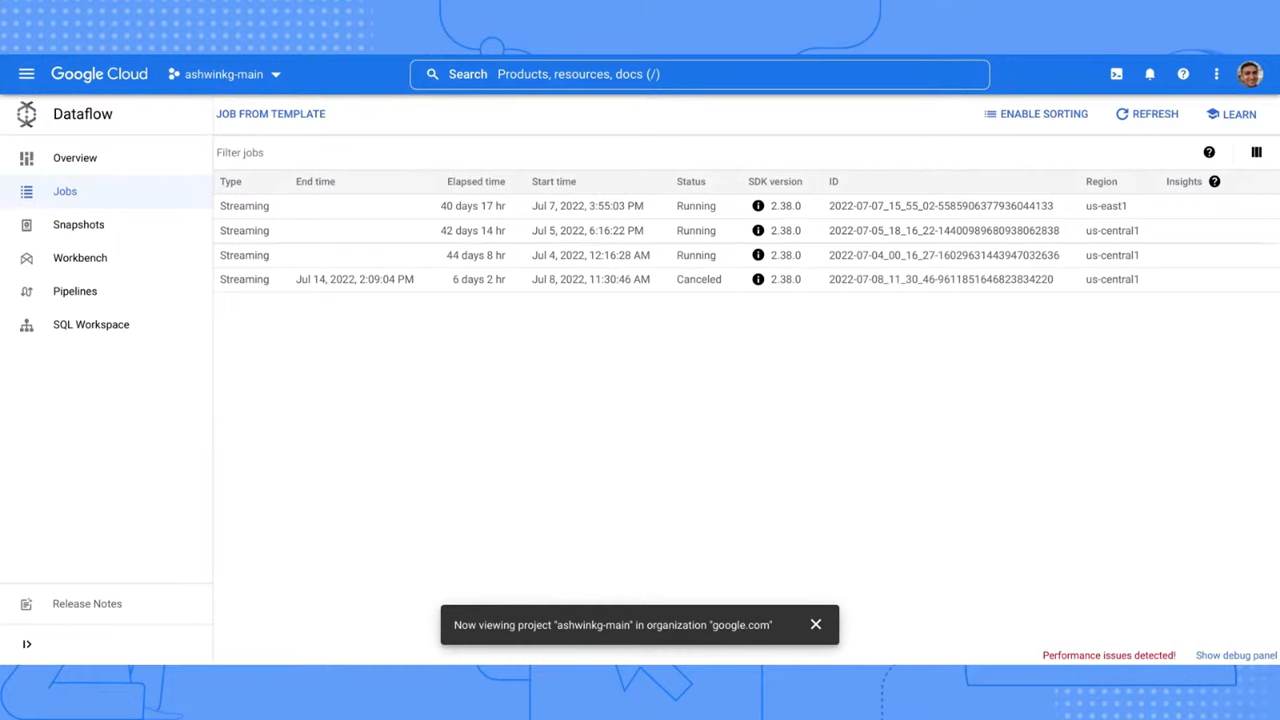 Google Cloud ashwinkg-main Search Products, resources, docs (/)
Dataflow
JOB FROM TEMPLATE ENABLE SORTING REFRESH LEARN
Overview
Jobs
Snapshots
Workbench
Pipelines
SQL Workspace
Filter jobs
Type End time Elapsed time Start time Status SDK version ID Region Insights
Streaming 40 days 17 hr Jul 7, 2022, 3:55:03 PM Running 2.38.0 2022-07-07_15_55_02-5585906377936044133 us-east1
Streaming 42 days 14 hr Jul 5, 2022, 6:16:22 PM Running 2.38.0 2022-07-05_18_16_22-14400989680938062838 us-central1
Streaming 44 days 8 hr Jul 4, 2022, 12:16:28 AM Running 2.38.0 2022-07-04_00_16_27-16029631443947032636 us-central1
Streaming Jul 14, 2022, 2:09:04 PM 6 days 2 hr Jul 8, 2022, 11:30:46 AM Canceled 2.38.0 2022-07-08_11_30_46-9611851646823834220 us-central1
Release Notes
Now viewing project "ashwinkg-main" in organization "google.com"
Performance issues detected! Show debug panel